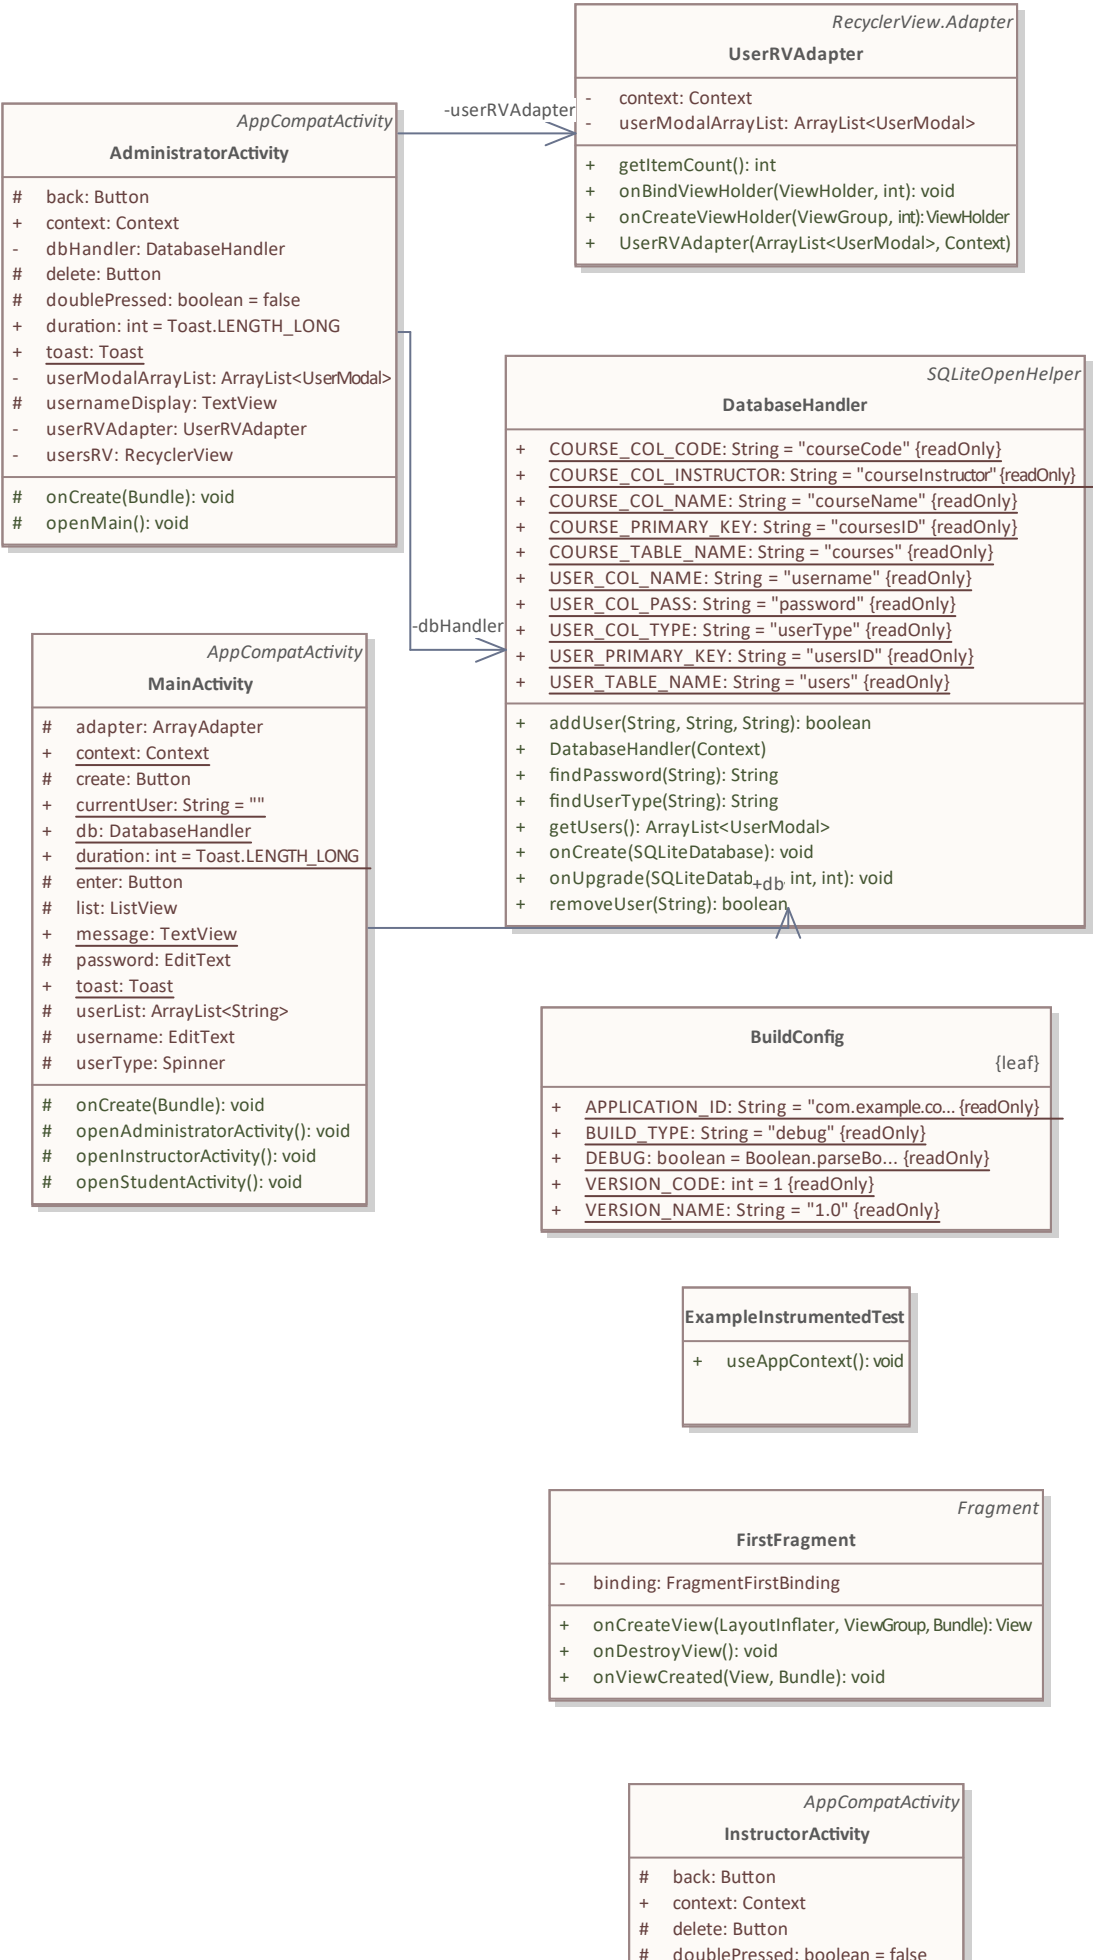 RecyclerView.Adapter
UserRVAdapter
- context: Context
- userModalArrayList: ArrayList<UserModal>
+ getItemCount(): int
+ onBindViewHolder(ViewHolder, int): void
+ onCreateViewHolder(ViewGroup, int): ViewHolder
+ UserRVAdapter(ArrayList<UserModal>, Context)
-userRVAdapter
AppCompatActivity
AdministratorActivity
# back: Button
+ context: Context
- dbHandler: DatabaseHandler
# delete: Button
# doublePressed: boolean = false
+ duration: int = Toast.LENGTH_LONG
+ toast: Toast
- userModalArrayList: ArrayList<UserModal>
# usernameDisplay: TextView
- userRVAdapter: UserRVAdapter
- usersRV: RecyclerView
# onCreate(Bundle): void
# openMain(): void
SQLiteOpenHelper
DatabaseHandler
+ COURSE_COL_CODE: String = "courseCode" {readOnly}
+ COURSE_COL_INSTRUCTOR: String = "courseInstructor" {readOnly}
+ COURSE_COL_NAME: String = "courseName" {readOnly}
+ COURSE_PRIMARY_KEY: String = "coursesID" {readOnly}
+ COURSE_TABLE_NAME: String = "courses" {readOnly}
+ USER_COL_NAME: String = "username" {readOnly}
+ USER_COL_PASS: String = "password" {readOnly}
+ USER_COL_TYPE: String = "userType" {readOnly}
+ USER_PRIMARY_KEY: String = "usersID" {readOnly}
+ USER_TABLE_NAME: String = "users" {readOnly}
+ addUser(String, String, String): boolean
+ DatabaseHandler(Context)
+ findPassword(String): String
+ findUserType(String): String
+ getUsers(): ArrayList<UserModal>
+ onCreate(SQLiteDatabase): void
+ onUpgrade(SQLiteDatab int, int): void
+ removeUser(String): boolean
-dbHandler
+db
AppCompatActivity
MainActivity
# adapter: ArrayAdapter
+ context: Context
# create: Button
+ currentUser: String = ""
+ db: DatabaseHandler
+ duration: int = Toast.LENGTH_LONG
# enter: Button
# list: ListView
+ message: TextView
# password: EditText
+ toast: Toast
# userList: ArrayList<String>
# username: EditText
# userType: Spinner
# onCreate(Bundle): void
# openAdministratorActivity(): void
# openInstructorActivity(): void
# openStudentActivity(): void
BuildConfig
{leaf}
+ APPLICATION_ID: String = "com.example.co... {readOnly}
+ BUILD_TYPE: String = "debug" {readOnly}
+ DEBUG: boolean = Boolean.parseBo... {readOnly}
+ VERSION_CODE: int = 1 {readOnly}
+ VERSION_NAME: String = "1.0" {readOnly}
ExampleInstrumentedTest
+ useAppContext(): void
Fragment
FirstFragment
- binding: FragmentFirstBinding
+ onCreateView(LayoutInflater, ViewGroup, Bundle): View
+ onDestroyView(): void
+ onViewCreated(View, Bundle): void
AppCompatActivity
InstructorActivity
# back: Button
+ context: Context
# delete: Button
# doublePressed: boolean = false